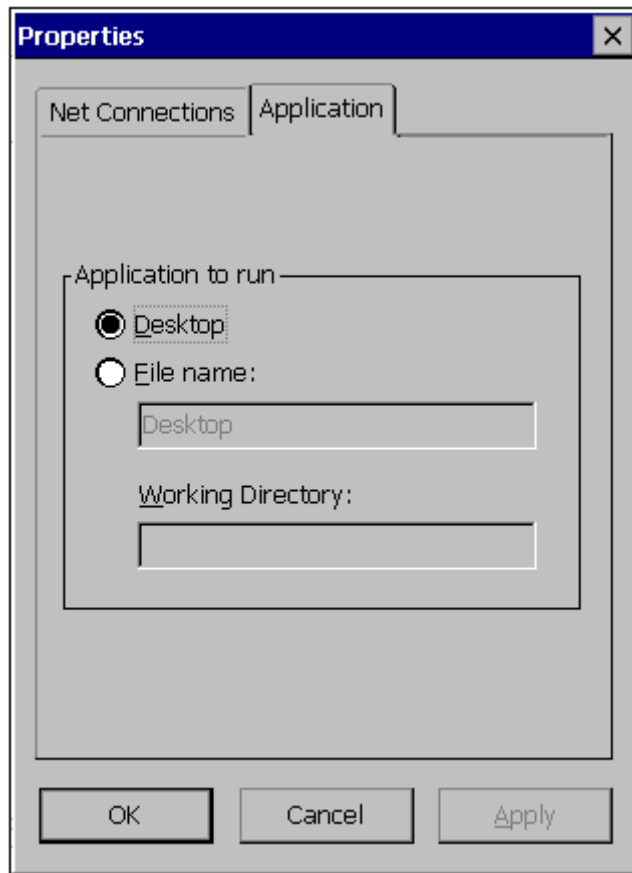 Properties
Net Connections
Application
Application to run
Desktop
File name:
Desktop
Working Directory:
OK
Cancel
Apply